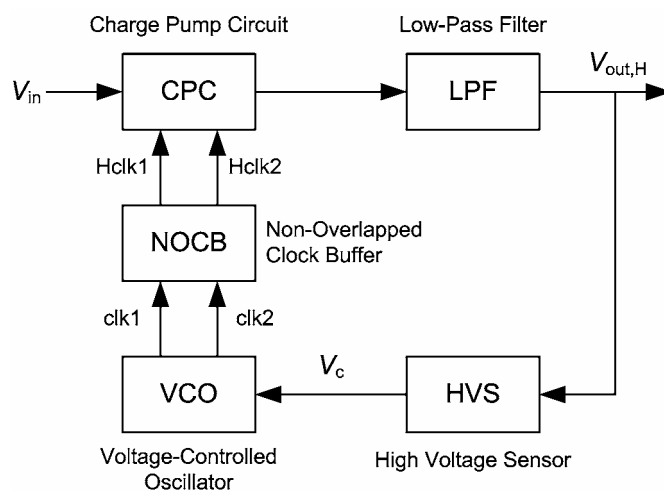 Charge Pump Circuit
Low-Pass Filter
Vin
CPC
LPF
Vout,H
Hclk1
Hclk2
NOCB
Non-Overlapped
Clock Buffer
clk1
clk2
VCO
Vc
HVS
Voltage-Controlled
Oscillator
High Voltage Sensor